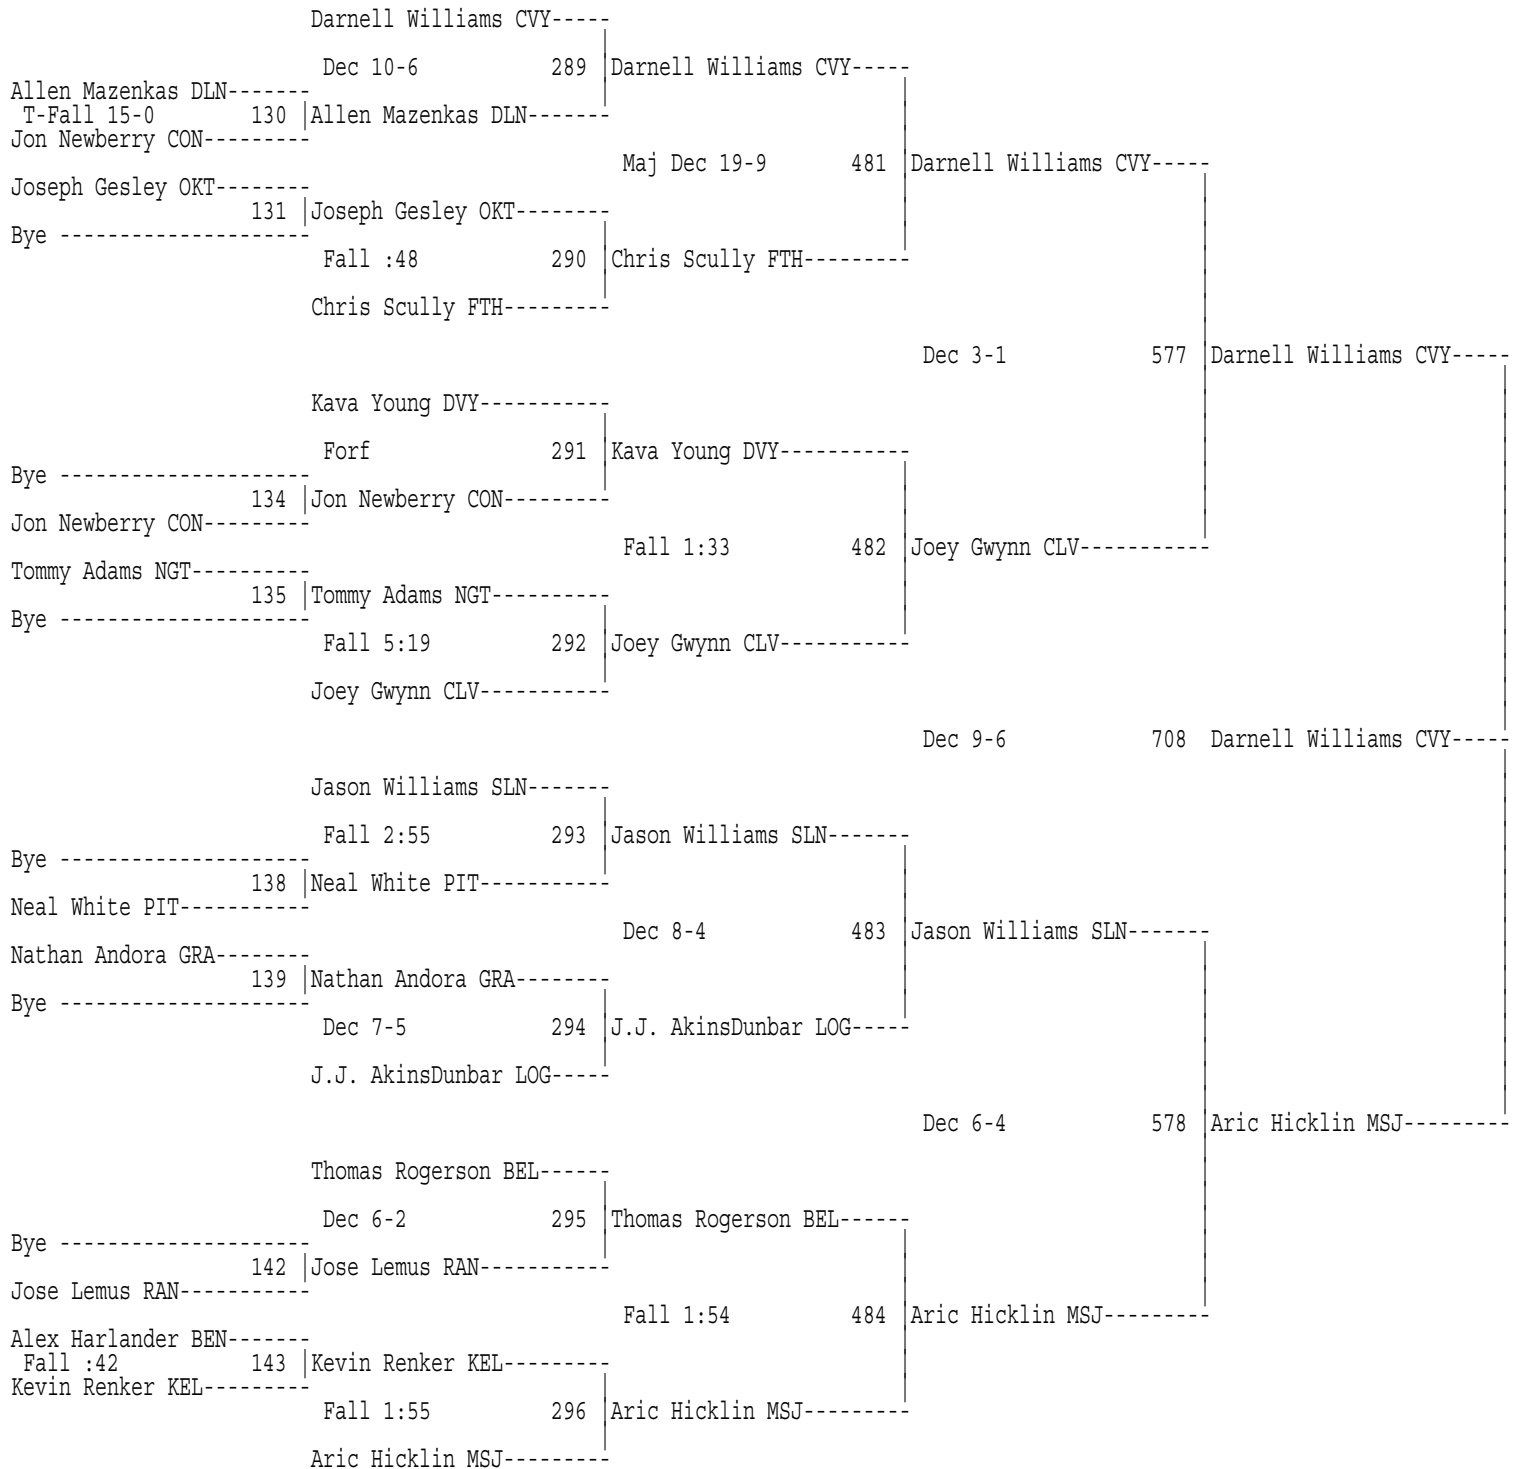 Darnell Williams CVY-----
Dec 10-6 289 |Darnell Williams CVY-----
Allen Mazenkas DLN-------
T-Fall 15-0 130 |Allen Mazenkas DLN-------
Jon Newberry CON---------
Maj Dec 19-9 481 |Darnell Williams CVY-----
Joseph Gesley OKT--------
131 |Joseph Gesley OKT--------
Bye ---------------------
Fall :48 290 |Chris Scully FTH---------
Chris Scully FTH---------
Dec 3-1 577 |Darnell Williams CVY-----
Kava Young DVY-----------
Forf 291 |Kava Young DVY-----------
Bye ---------------------
134 |Jon Newberry CON---------
Jon Newberry CON---------
Fall 1:33 482 |Joey Gwynn CLV-----------
Tommy Adams NGT----------
135 |Tommy Adams NGT----------
Bye ---------------------
Fall 5:19 292 |Joey Gwynn CLV-----------
Joey Gwynn CLV-----------
Dec 9-6 708 Darnell Williams CVY-----
Jason Williams SLN-------
Fall 2:55 293 |Jason Williams SLN-------
Bye ---------------------
138 |Neal White PIT-----------
Neal White PIT-----------
Dec 8-4 483 |Jason Williams SLN-------
Nathan Andora GRA--------
139 |Nathan Andora GRA--------
Bye ---------------------
Dec 7-5 294 |J.J. AkinsDunbar LOG-----
J.J. AkinsDunbar LOG-----
Dec 6-4 578 |Aric Hicklin MSJ---------
Thomas Rogerson BEL------
Dec 6-2 295 |Thomas Rogerson BEL------
Bye ---------------------
142 |Jose Lemus RAN-----------
Jose Lemus RAN-----------
Fall 1:54 484 |Aric Hicklin MSJ---------
Alex Harlander BEN-------
Fall :42 143 |Kevin Renker KEL---------
Kevin Renker KEL---------
Fall 1:55 296 |Aric Hicklin MSJ---------
Aric Hicklin MSJ---------